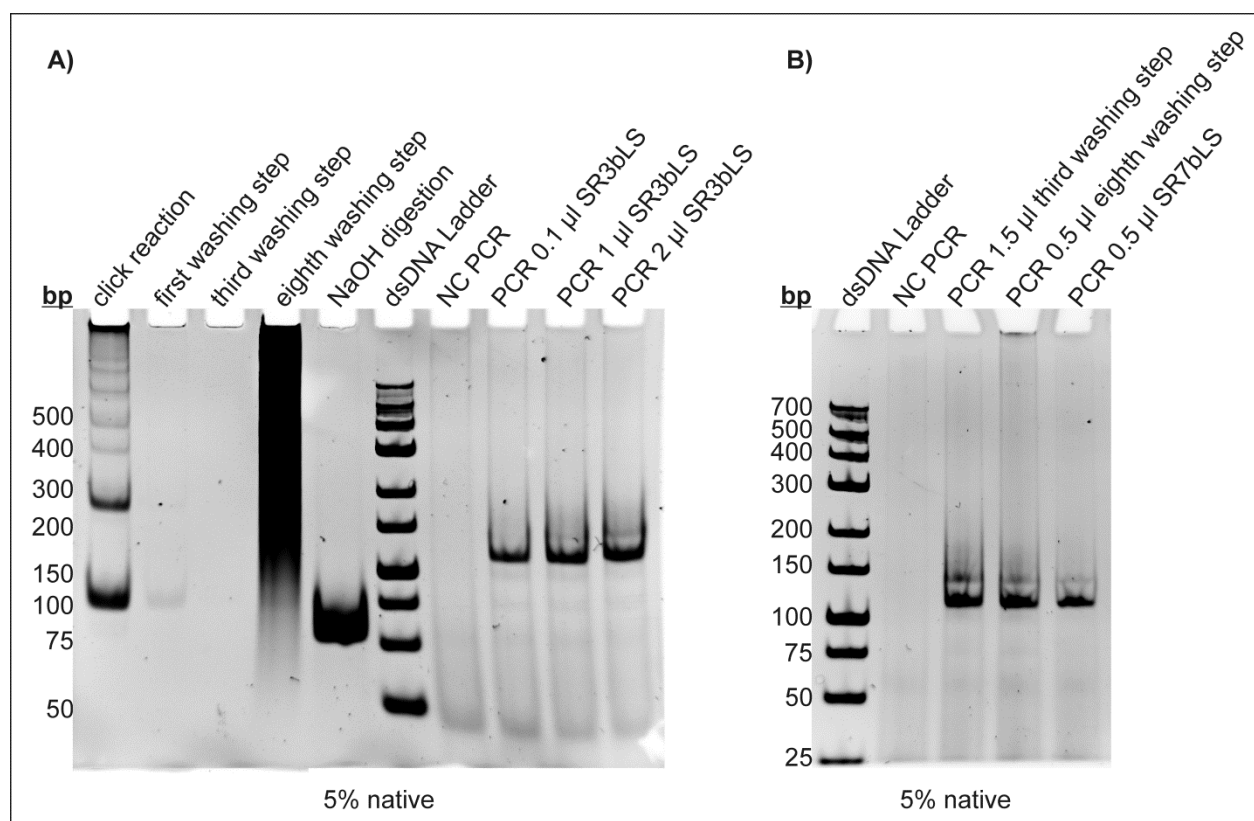 A)
click reaction
first washing step
third washing step
eighth washing step
NaOH digestion
dsDNA Ladder
NC PCR
PCR 0.1 µl SR3bLS
PCR 1 µl SR3bLS
PCR 2 µl SR3bLS
bp
500
400
300
200
150
100
75
50
5% native
B)
dsDNA Ladder
NC PCR
PCR 1.5 µl third washing step
PCR 0.5 µl eighth washing step
PCR 0.5 µl SR7bLS
bp
700
500
400
300
200
150
100
75
50
25
5% native